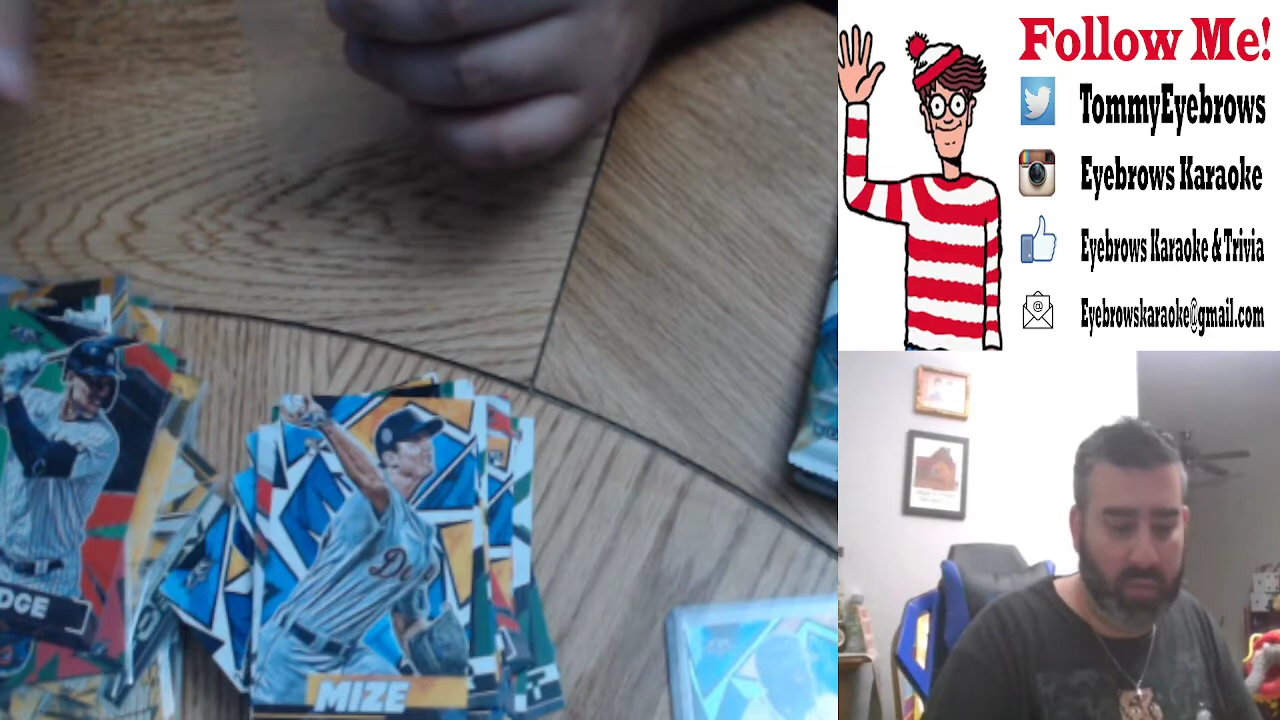 Follow Me!
TommyEyebrows
Eyebrows Karaoke
Eyebrows Karaoke & Trivia
Eyebrowskaraoke@gmail.com
DGE
MIZE